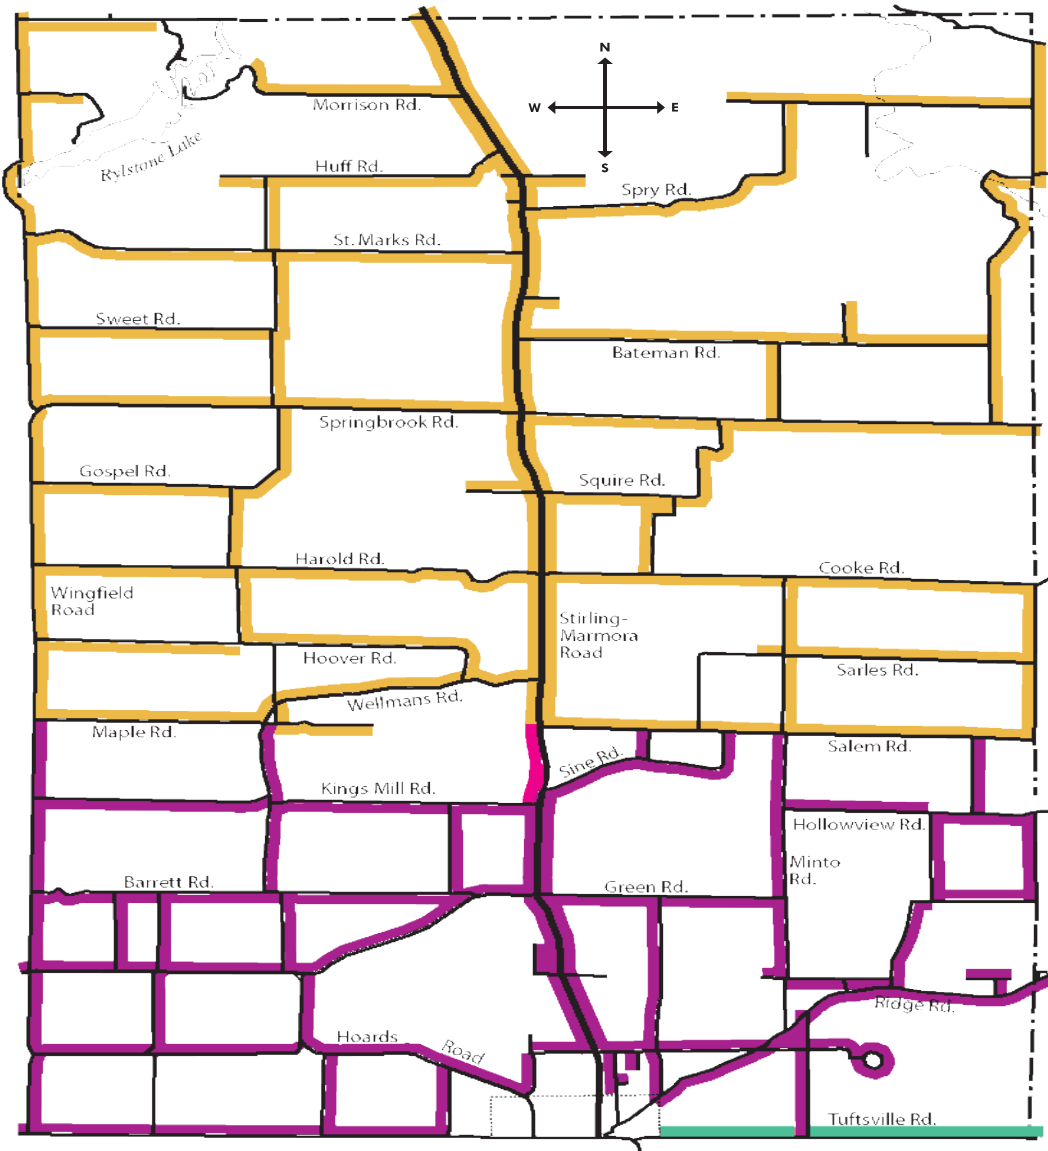 N
W
E
S
Morrison Rd.
Rylstone Lake
Huff Rd.
Spry Rd.
St. Marks Rd.
Sweet Rd.
Bateman Rd.
Springbrook Rd.
Gospel Rd.
Squire Rd.
Harold Rd.
Cooke Rd.
Wingfield
Road
Stirling-
Marmora
Road
Hoover Rd.
Sarles Rd.
Wellmans Rd.
Maple Rd.
Sine Rd.
Salem Rd.
Kings Mill Rd.
Hollowview Rd.
Minto
Rd.
Barrett Rd.
Green Rd.
Ridge Rd.
Hoards Road
Tuftsville Rd.